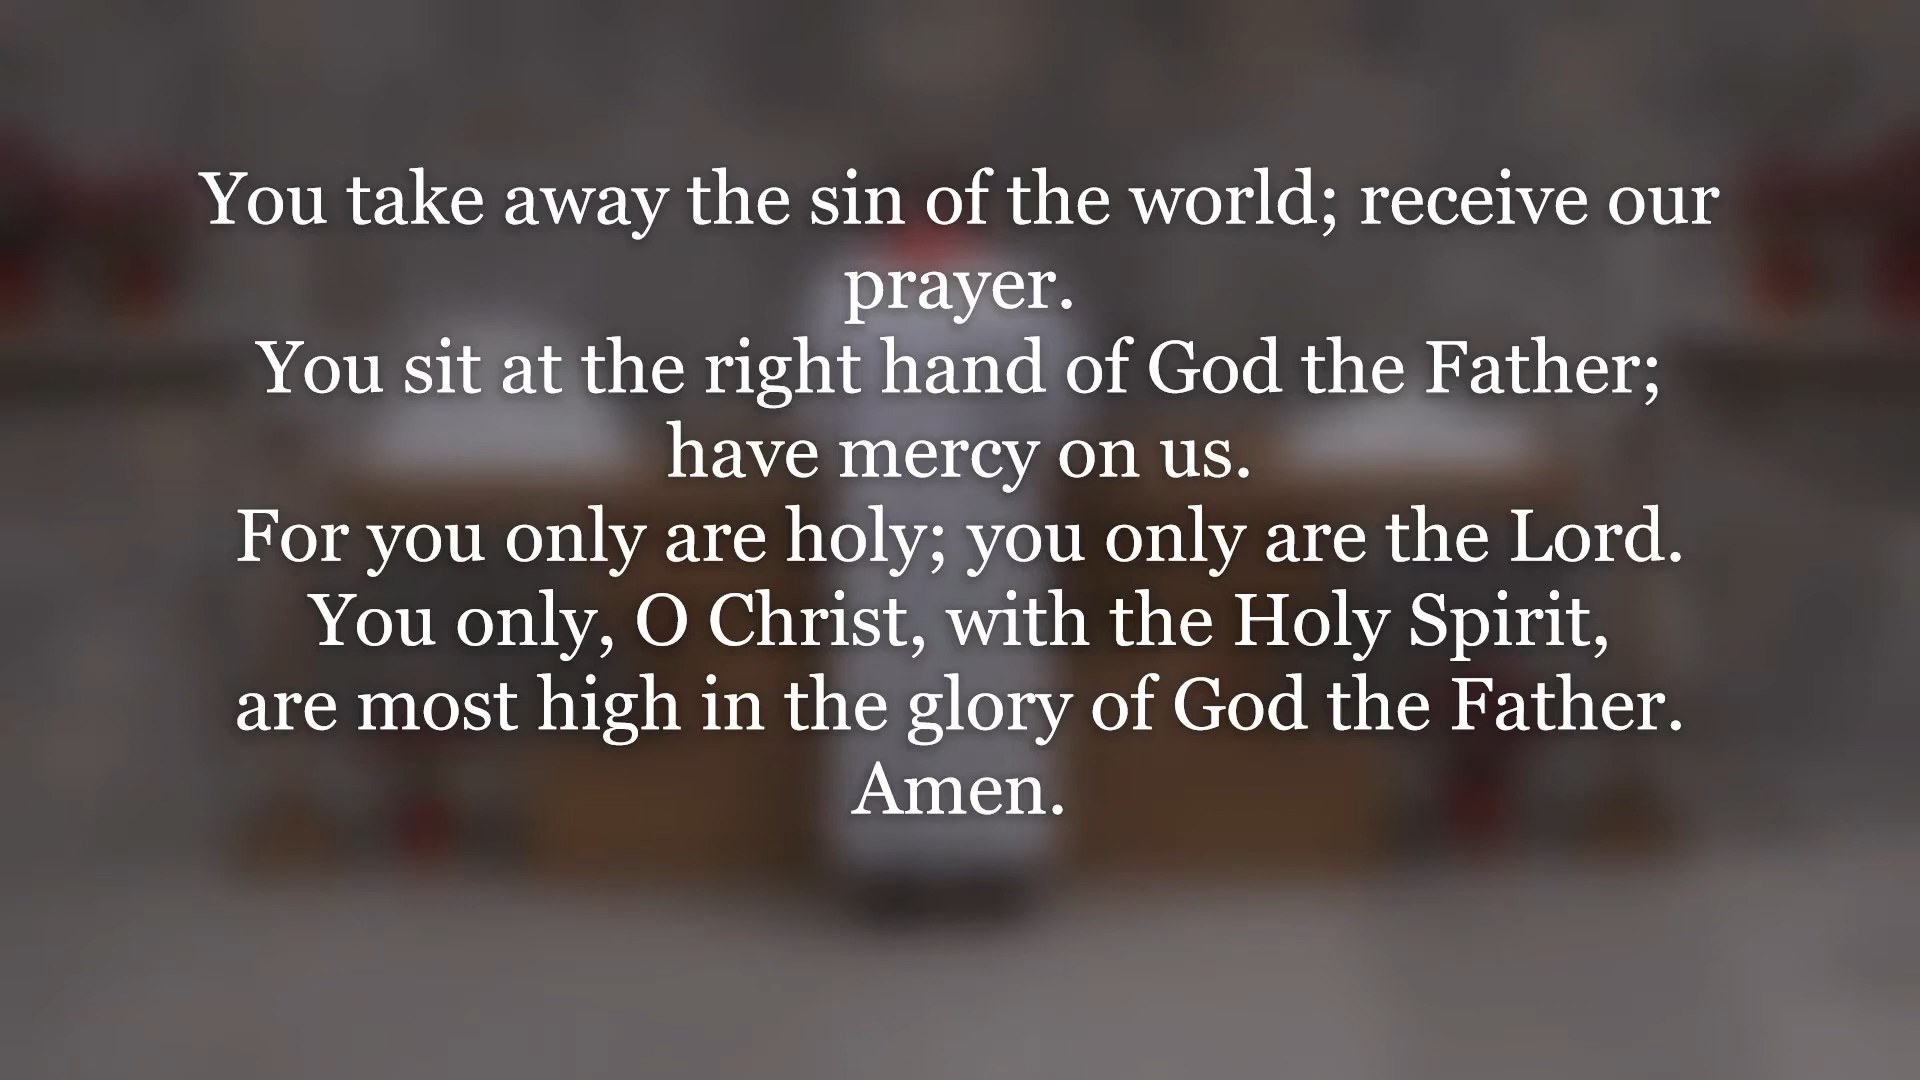 You take away the sin of the world; receive our
prayer.
You sit at the right hand of God the Father;
have mercy on us.
For you only are holy; you only are the Lord.
You only, O Christ, with the Holy Spirit,
are most high in the glory of God the Father.
Amen.